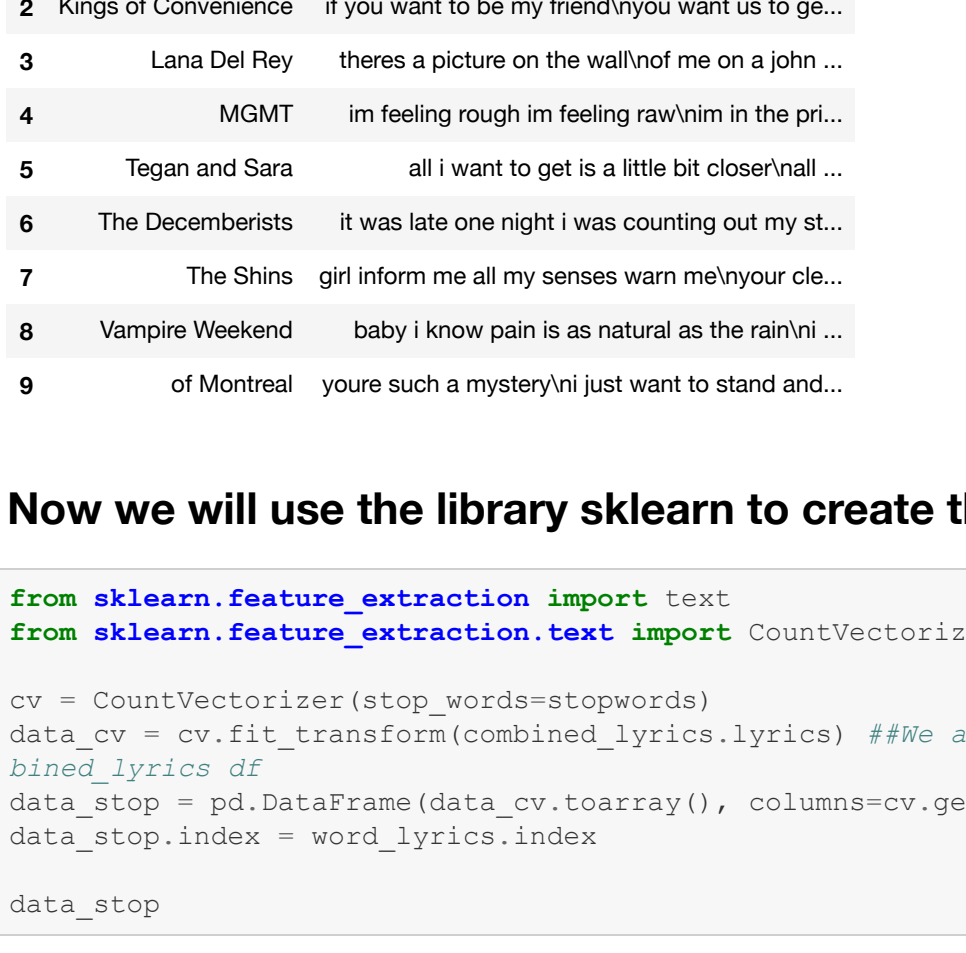 2 Kings of Convenience if you want to be my friend\nyou want us to ge...
3 Lana Del Rey theres a picture on the wall\nof me on a john ...
4 MGMT im feeling rough im feeling raw\nim in the pri...
5 Tegan and Sara all i want to get is a little bit closer\nall ...
6 The Decemberists it was late one night i was counting out my st...
7 The Shins girl inform me all my senses warn me\nyour cle...
8 Vampire Weekend baby i know pain is as natural as the rain\ni ...
9 of Montreal youre such a mystery\ni just want to stand and...
Now we will use the library sklearn to create t
from sklearn.feature_extraction import text
from sklearn.feature_extraction.text import CountVectoriz
cv = CountVectorizer(stop_words=stopwords)
data_cv = cv.fit_transform(combined_lyrics.lyrics) ##We a
bined_lyrics df
data_stop = pd.DataFrame(data_cv.toarray(), columns=cv.ge
data_stop.index = word_lyrics.index
data_stop